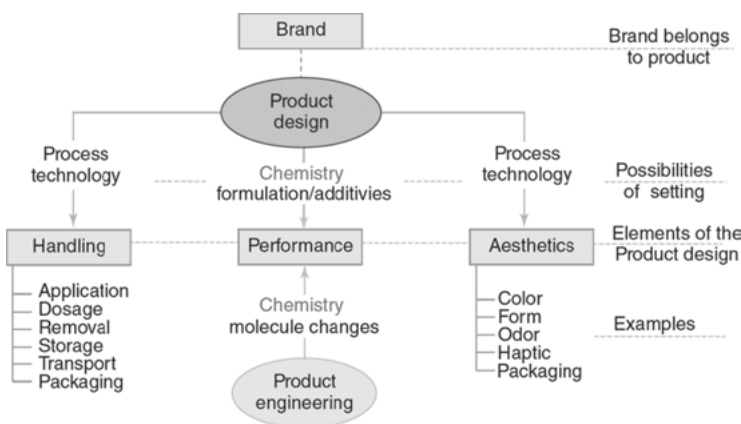 Brand
Brand belongs
to product
Product
design
Process
technology
Chemistry
formulation/additivies
Process
technology
Possibilities
of setting
Handling
Performance
Aesthetics
Elements of the
Product design
Application
Dosage
Removal
Storage
Transport
Packaging
Chemistry
molecule changes
Color
Form
Odor
Haptic
Packaging
Examples
Product
engineering